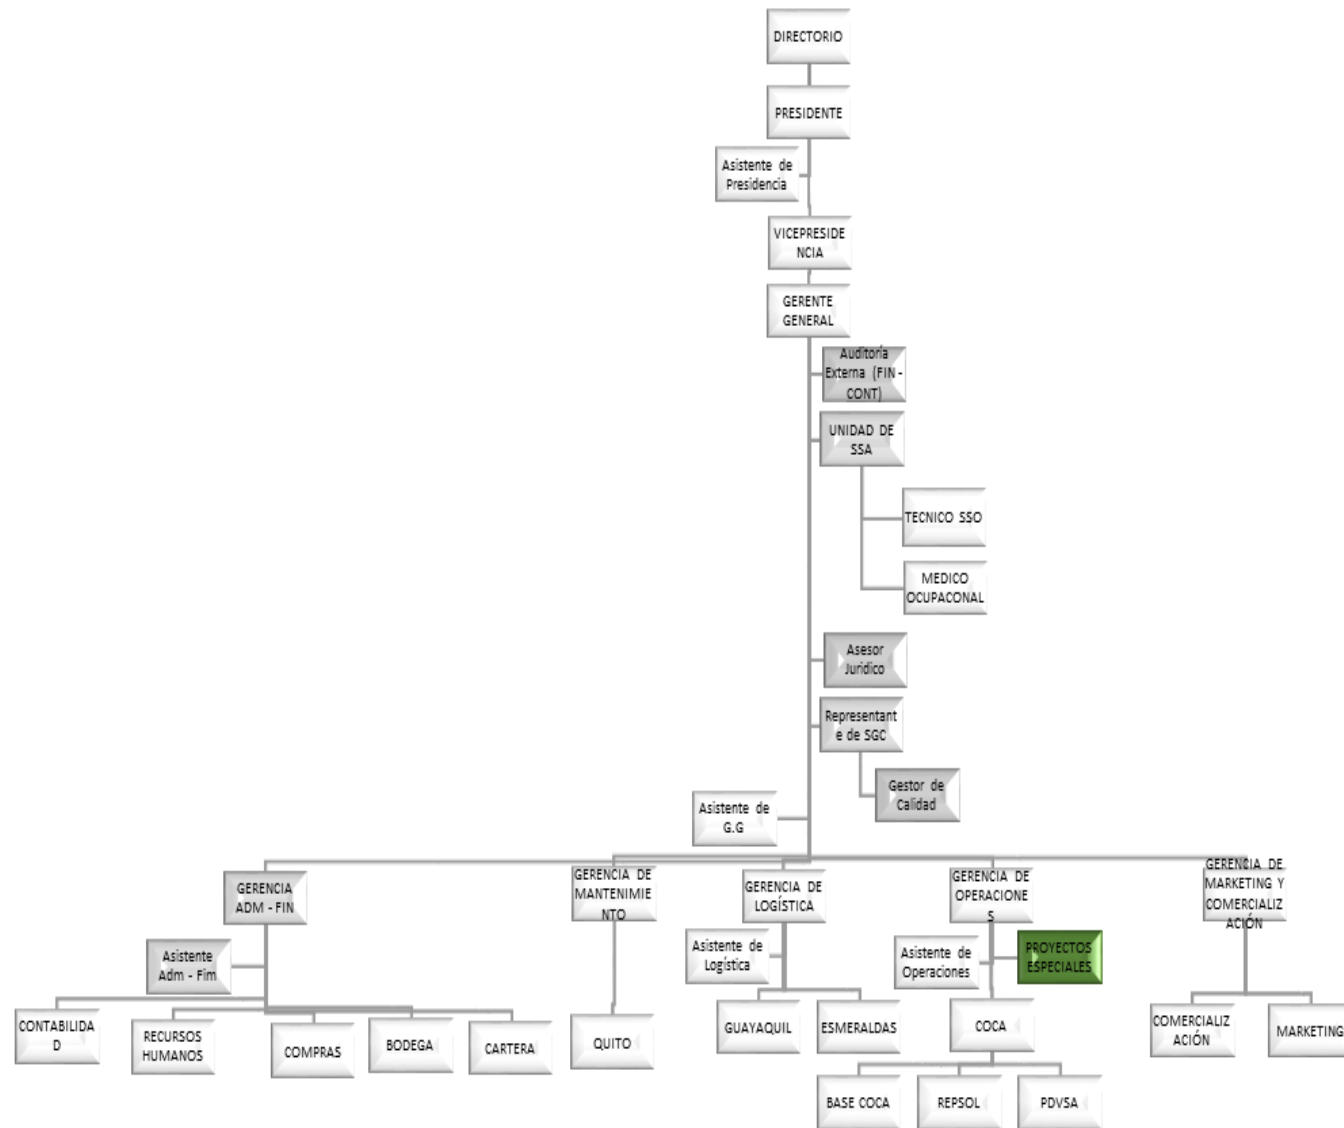 DIRECTORIO
PRESIDENTE
Asistente de
Presidencia
VICEPRESIDE
NCIA
GERENTE
GENERAL
Auditoría
Externa (FIN -
CONT)
UNIDAD DE
SSA
TECNICO SSO
MEDICO
OCUPACONAL
Asesor
Juridico
Representant
e de SGC
Gestor de
Calidad
Asistente de
G.G
GERENCIA
ADM - FIN
GERENCIA DE
MANTENIMIE
NTO
GERENCIA DE
LOGÍSTICA
GERENCIA DE
OPERACIONE
S
GERENCIA DE
MARKETING Y
COMERCIALIZ
ACIÓN
Asistente
Adm - Fim
Asistente de
Logística
Asistente de
Operaciones
PROYECTOS
ESPECIALES
CONTABILIDA
D
RECURSOS
HUMANOS
COMPRAS
BODEGA
CARTERA
QUITO
GUAYAQUIL
ESMERALDAS
COCA
COMERCIALIZ
ACIÓN
MARKETING
BASE COCA
REPSOL
PDVSA